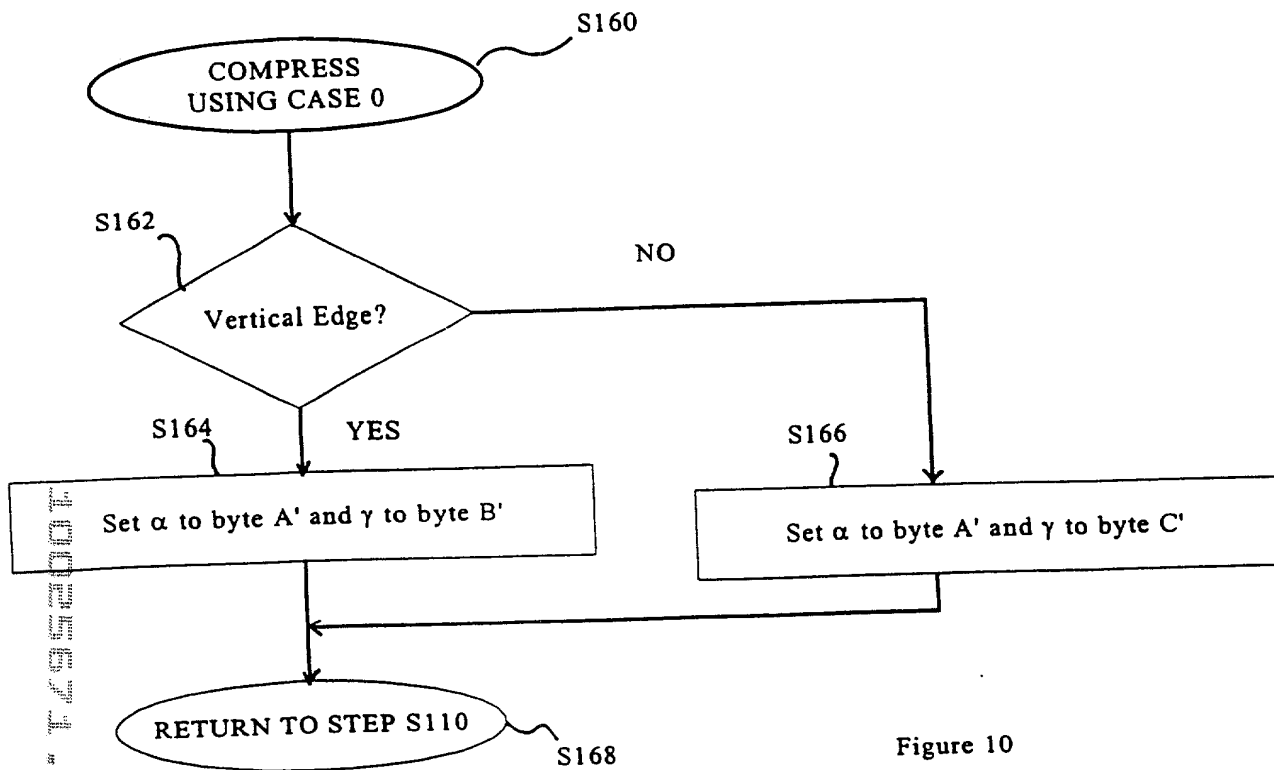 S160
COMPRESS
USING CASE 0
S162
NO
Vertical Edge?
S164
YES
S166
Set α to byte A' and γ to byte B'
Set α to byte A' and γ to byte C'
RETURN TO STEP S110
S168
Figure 10